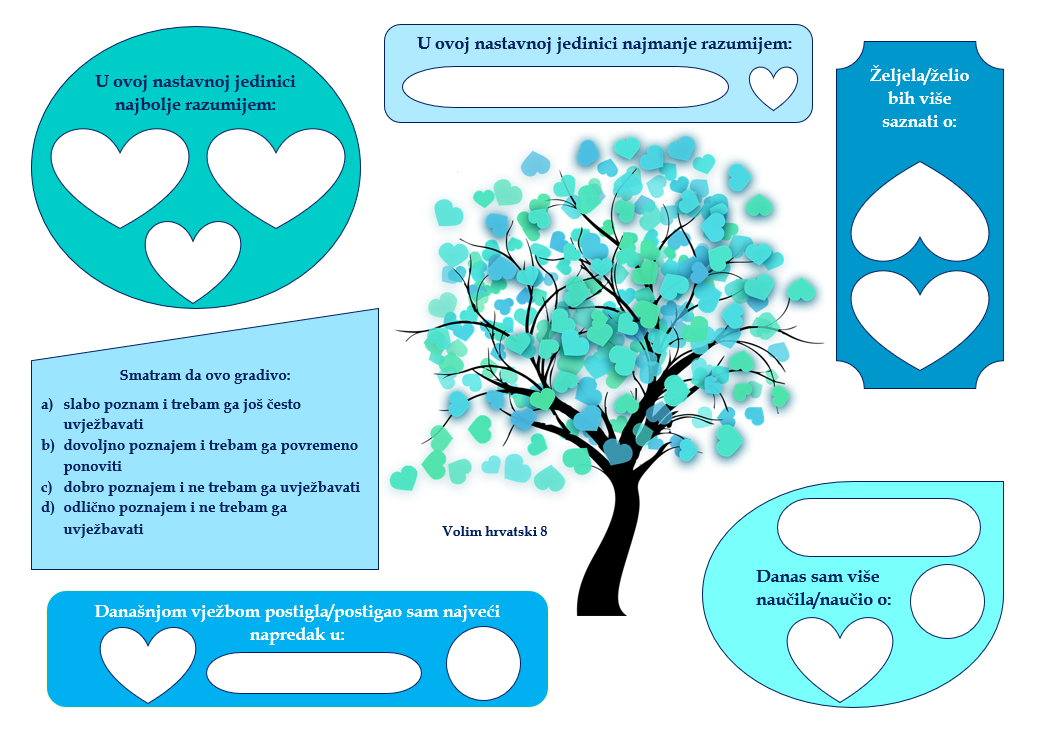 U ovoj nastavnoj jedinici
najbolje razumijem:
U ovoj nastavnoj jedinici najmanje razumijem:
Željela/želio
bih više
saznati o:
Smatram da ovo gradivo:
a) slabo poznam i trebam ga još često
uvježbavati
b) dovoljno poznajem i trebam ga povremeno
ponoviti
c) dobro poznajem i ne trebam ga uvježbavati
d) odlično poznajem i ne trebam ga
uvježbavati
Volim hrvatski 8
Danas sam više
naučila/naučio o:
Današnjom vježbom postigla/postigao sam najveći
napredak u: